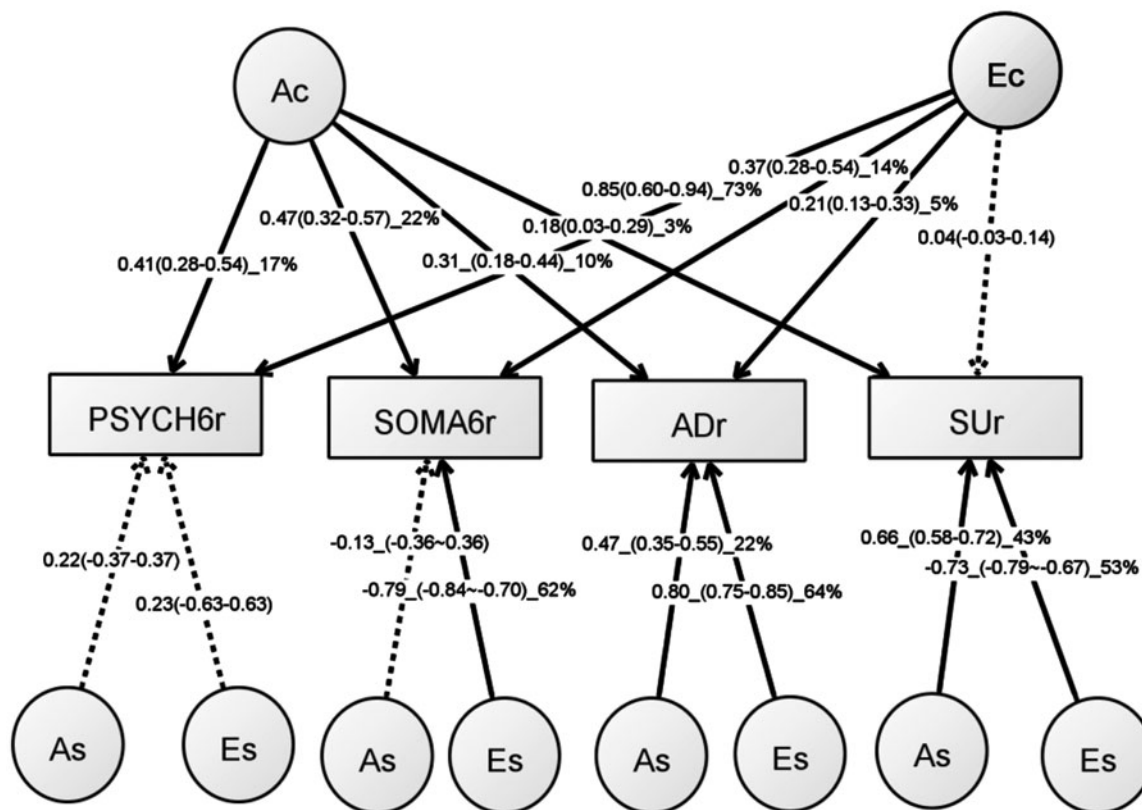 Ac
Ec
0.37(0.28-0.54)_14%
0.85(0.60-0.94)_73%
0.21(0.13-0.33)_5%
0.47(0.32-0.57)_22%
0.18(0.03-0.29)_3%
0.04(-0.03-0.14)
0.41(0.28-0.54)_17%
0.31_(0.18-0.44)_10%
PSYCH6r
SOMA6r
ADr
SUr
0.22(-0.37-0.37)
0.23(-0.63-0.63)
-0.13_(-0.36~0.36)
-0.79_(-0.84~-0.70)_62%
0.47_(0.35-0.55)_22%
0.80_(0.75-0.85)_64%
0.66_(0.58-0.72)_43%
-0.73_(-0.79~-0.67)_53%
As
Es
As
Es
As
Es
As
Es